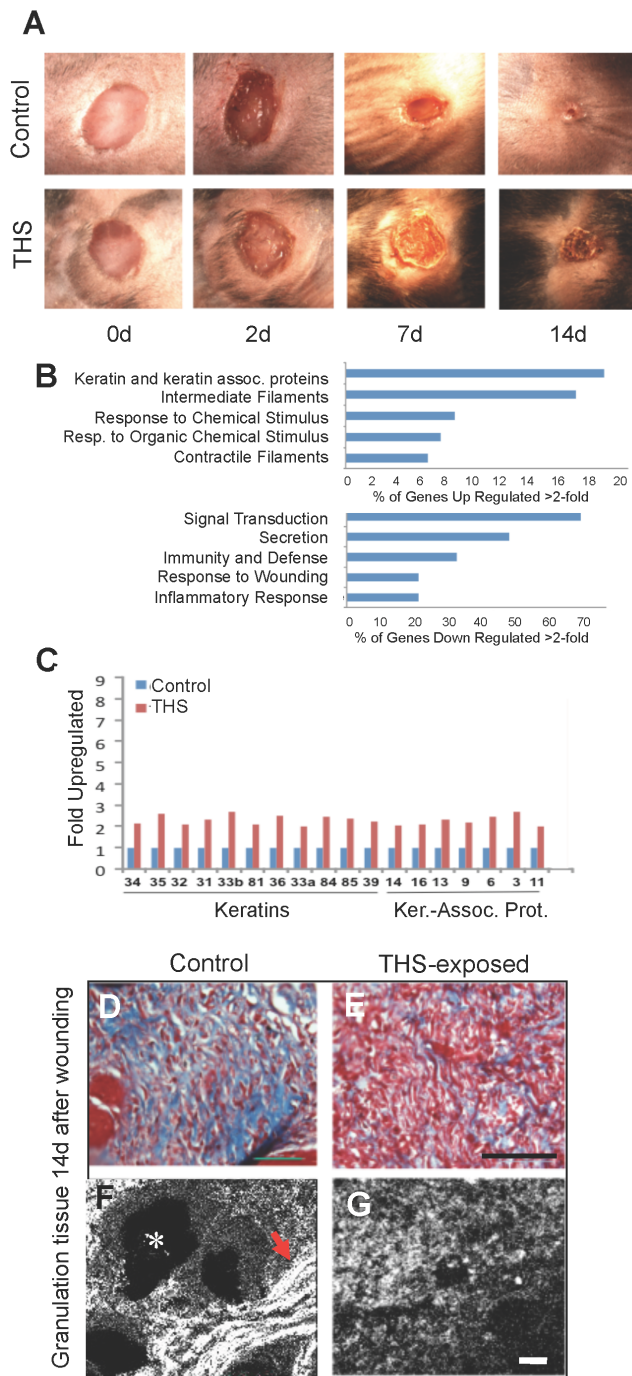 A
Control
THS
0d 2d 7d 14d
B
Keratin and keratin assoc. proteins
Intermediate Filaments
Response to Chemical Stimulus
Resp. to Organic Chemical Stimulus
Contractile Filaments
0 2 4 6 8 10 12 14 16 18 20
% of Genes Up Regulated >2-fold
Signal Transduction
Secretion
Immunity and Defense
Response to Wounding
Inflammatory Response
0 10 20 30 40 50 60 70
% of Genes Down Regulated >2-fold
C
Fold Upregulated
9
8
7
6
5
4
3
2
1
0
Control
THS
34 35 32 31 33b 81 36 33a 84 85 39 14 16 13 9 6 3 11
Keratins Ker.-Assoc. Prot.
Control THS-exposed
Granulation tissue 14d after wounding
D E
F G
*